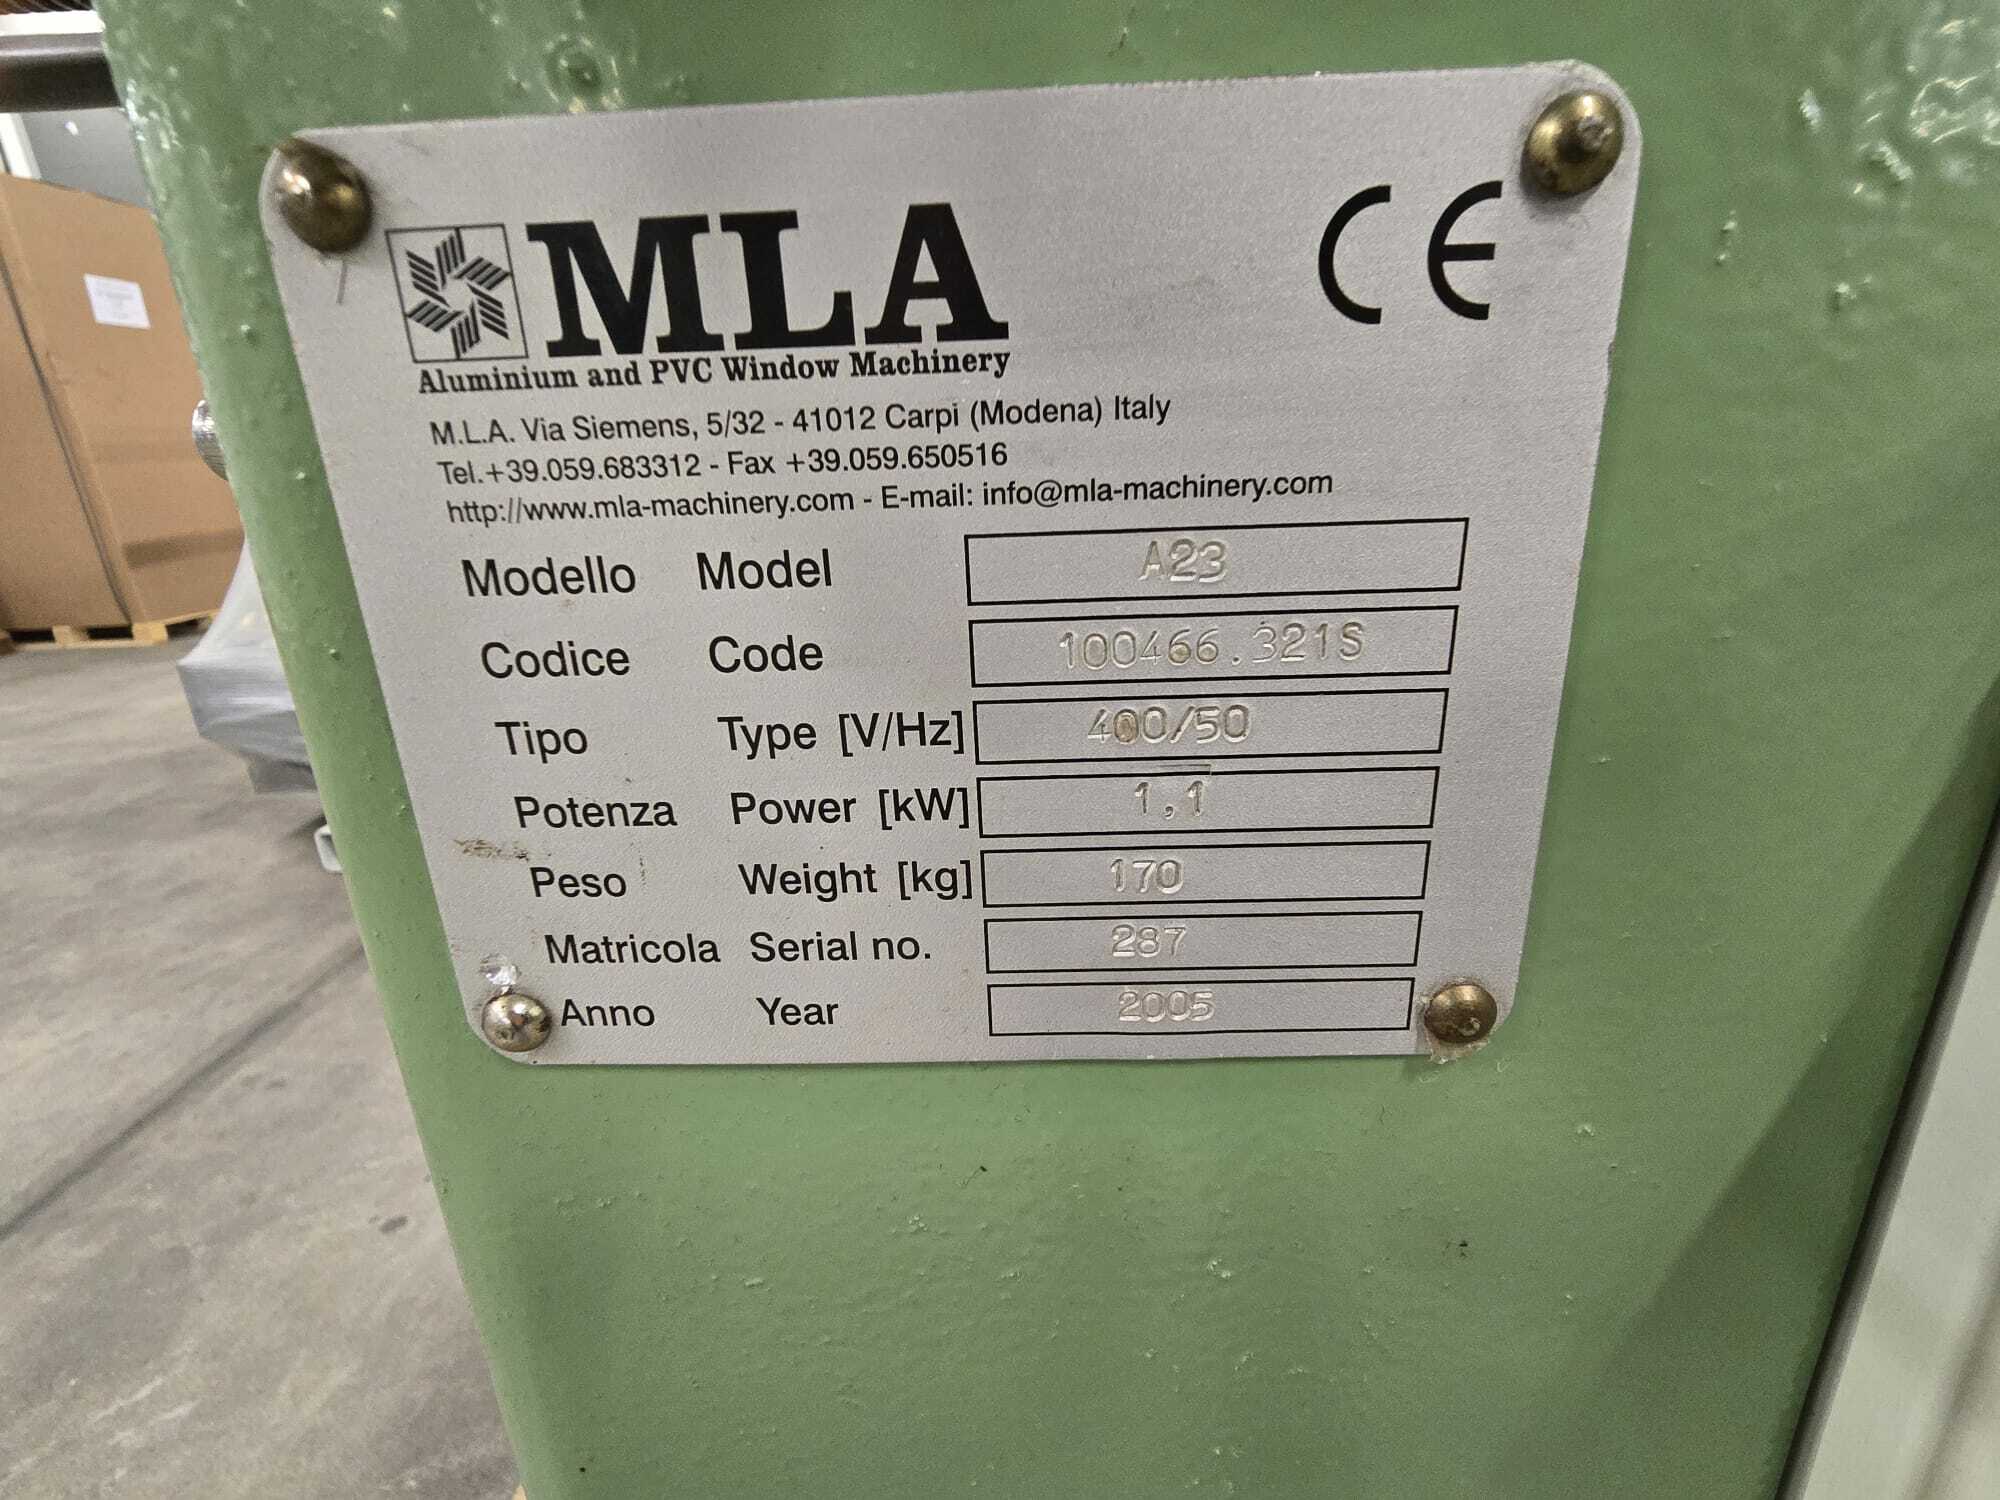 MLA
CE
Aluminium and PVC Window Machinery
M.L.A. Via Siemens, 5/32 - 41012 Carpi (Modena) Italy
Tel.+39.059.683312 - Fax +39.059.650516
http://www.mla-machinery.com - E-mail: info@mla-machinery.com
Modello Model A23
Codice Code 100466.321S
Tipo Type [V/Hz] 400/50
Potenza Power [kW] 1,1
Peso Weight [kg] 170
Matricola Serial no. 287
Anno Year 2005